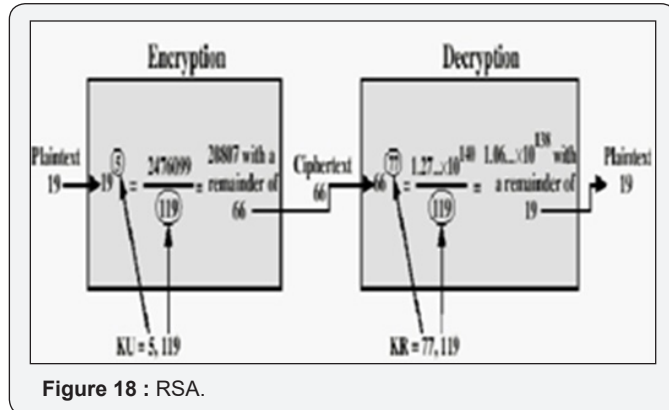 Encryption
Decryption
Plaintext
19
19 5 = 2476099 / 119 = 20807 with a
remainder of
66
Ciphertext
66
66 77 = 1.27...×10 140 / 119 = 1.06...×10 138 with
a remainder of
19
Plaintext
19
KU = 5, 119
KR = 77, 119
Figure 18 : RSA.